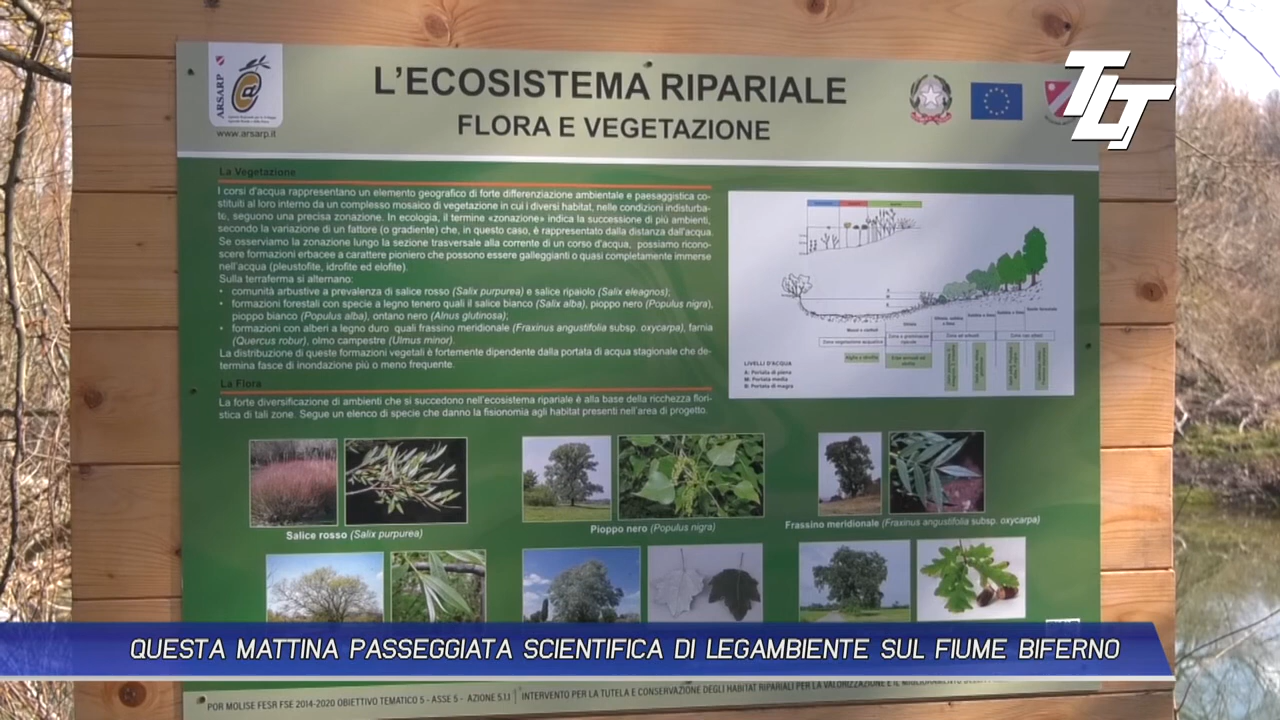 ARSARP
www.arsarp.it
L'ECOSISTEMA RIPARIALE
FLORA E VEGETAZIONE
TLT
La Vegetazione
I corsi d'acqua rappresentano un elemento geografico di forte differenziazione ambientale e paesaggistica co-
stituiti al loro interno da un complesso mosaico di vegetazione in cui i diversi habitat, nelle condizioni indisturba-
te, seguono una precisa zonazione. In ecologia, il termine «zonazione» indica la successione di più ambienti,
secondo la variazione di un fattore (o gradiente) che, in questo caso, è rappresentato dalla distanza dall'acqua.
Se osserviamo la zonazione lungo la sezione trasversale alla corrente di un corso d'acqua, possiamo ricono-
scere formazioni erbacee a carattere pioniero che possono essere galleggianti o quasi completamente immerse
nell'acqua (pleustofite, idrofite ed elofite).
Sulla terraferma si alternano:
• comunità arbustive a prevalenza di salice rosso (Salix purpurea) e salice ripaiolo (Salix eleagnos);
• formazioni forestali con specie a legno tenero quali il salice bianco (Salix alba), pioppo nero (Populus nigra),
pioppo bianco (Populus alba), ontano nero (Alnus glutinosa);
• formazioni con alberi a legno duro quali frassino meridionale (Fraxinus angustifolia subsp. oxycarpa), farnia
(Quercus robur), olmo campestre (Ulmus minor).
La distribuzione di queste formazioni vegetali è fortemente dipendente dalla portata di acqua stagionale che de-
termina fasce di inondazione più o meno frequente.
La Flora
La forte diversificazione di ambienti che si succedono nell'ecosistema ripariale è alla base della ricchezza flori-
stica di tali zone. Segue un elenco di specie che danno la fisionomia agli habitat presenti nell'area di progetto.
LIVELLI D'ACQUA
A: Portata di piena
M: Portata media
B: Portata di magra
Salice rosso (Salix purpurea)
Pioppo nero (Populus nigra)
Frassino meridionale (Fraxinus angustifolia subsp. oxycarpa)
QUESTA MATTINA PASSEGGIATA SCIENTIFICA DI LEGAMBIENTE SUL FIUME BIFERNO
POR MOLISE FESR FSE 2014-2020 OBIETTIVO TEMATICO 5 - ASSE 5 - AZIONE 5.1.1 | INTERVENTO PER LA TUTELA E CONSERVAZIONE DEGLI HABITAT RIPARIALI PER LA VALORIZZAZIONE E IL MIGLIORAMENTO